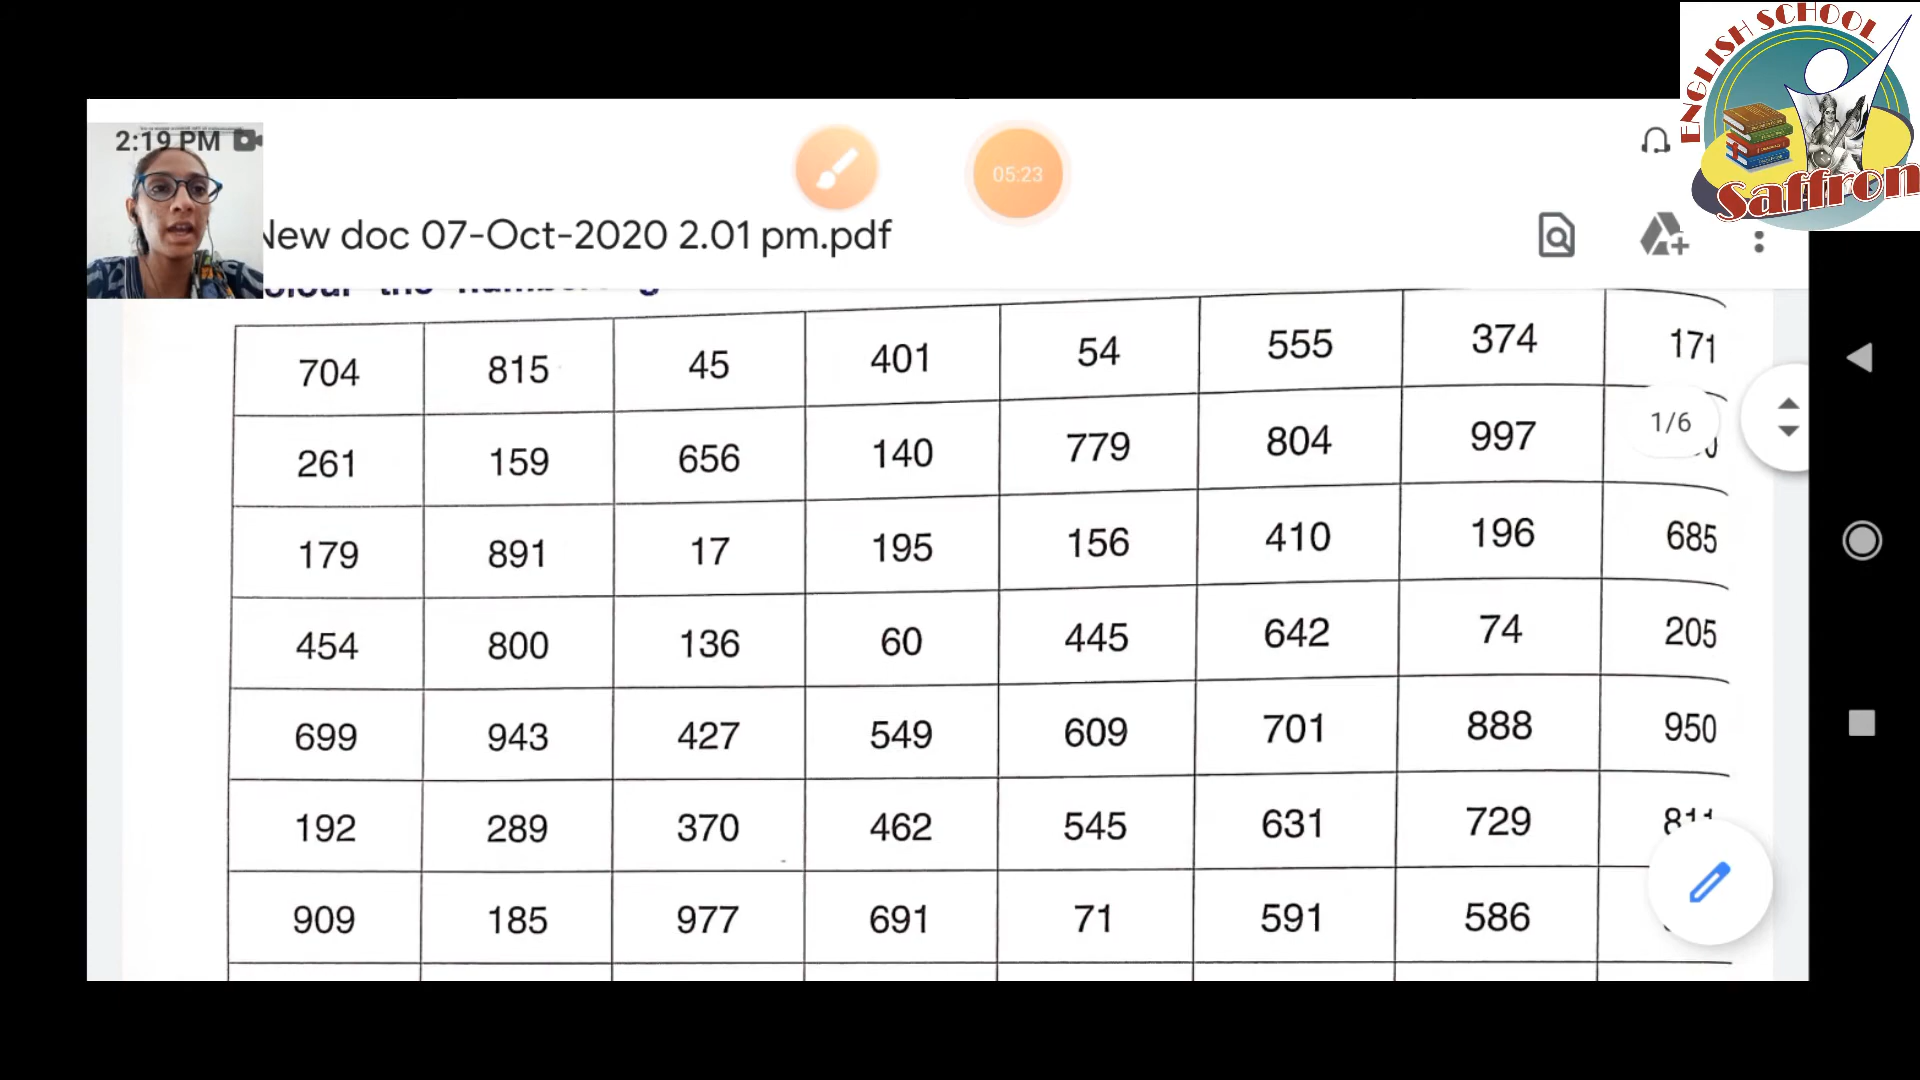 ENGLISH SCHOOL
Saffron
2:19 PM
05:23
New doc 07-Oct-2020 2.01 pm.pdf
704 815 45 401 54 555 374 171
1/6
261 159 656 140 779 804 997
179 891 17 195 156 410 196 685
454 800 136 60 445 642 74 205
699 943 427 549 609 701 888 950
192 289 370 462 545 631 729
909 185 977 691 71 591 586